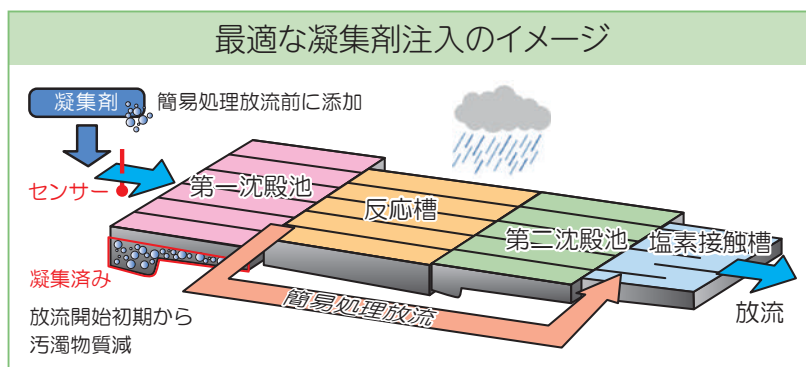 最適な凝集剤注入のイメージ
凝集剤
簡易処理放流前に添加
センサー
第一沈殿池
反応槽
第二沈殿池
塩素接触槽
凝集済み
簡易処理放流
放流
放流開始初期から
汚濁物質減